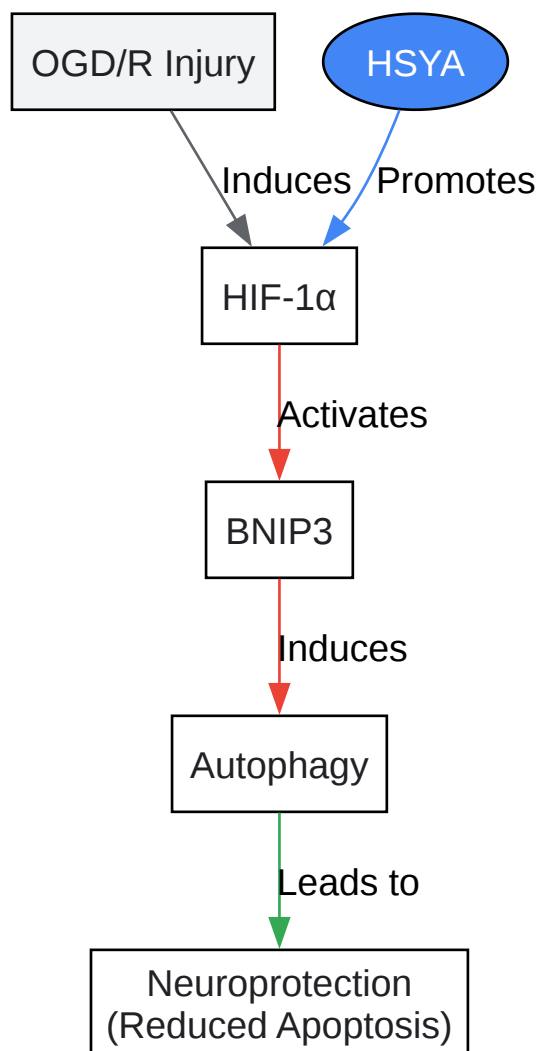 OGD/R Injury
HSYA
Induces
Promotes
HIF-1α
Activates
BNIP3
Induces
Autophagy
Leads to
Neuroprotection
(Reduced Apoptosis)